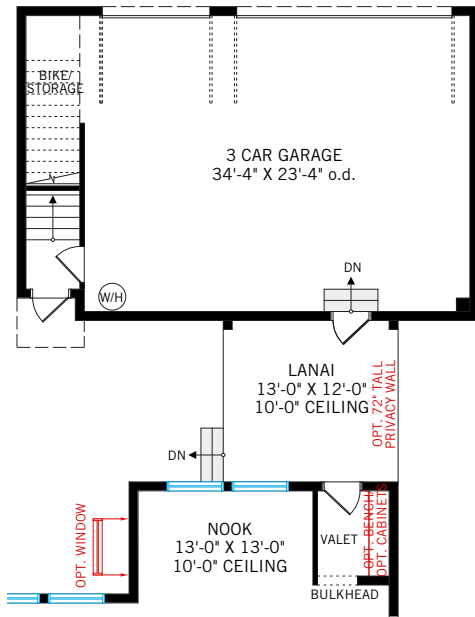 BIKE/
STORAGE
3 CAR GARAGE
34'-4" X 23'-4" o.d.
W/H
DN
LANAI
13'-0" X 12'-0"
10'-0" CEILING
OPT. 72" TALL
PRIVACY WALL
DN
OPT. WINDOW
NOOK
13'-0" X 13'-0"
10'-0" CEILING
VALET
OPT. BENCH/
OPT. CABINETS
BULKHEAD